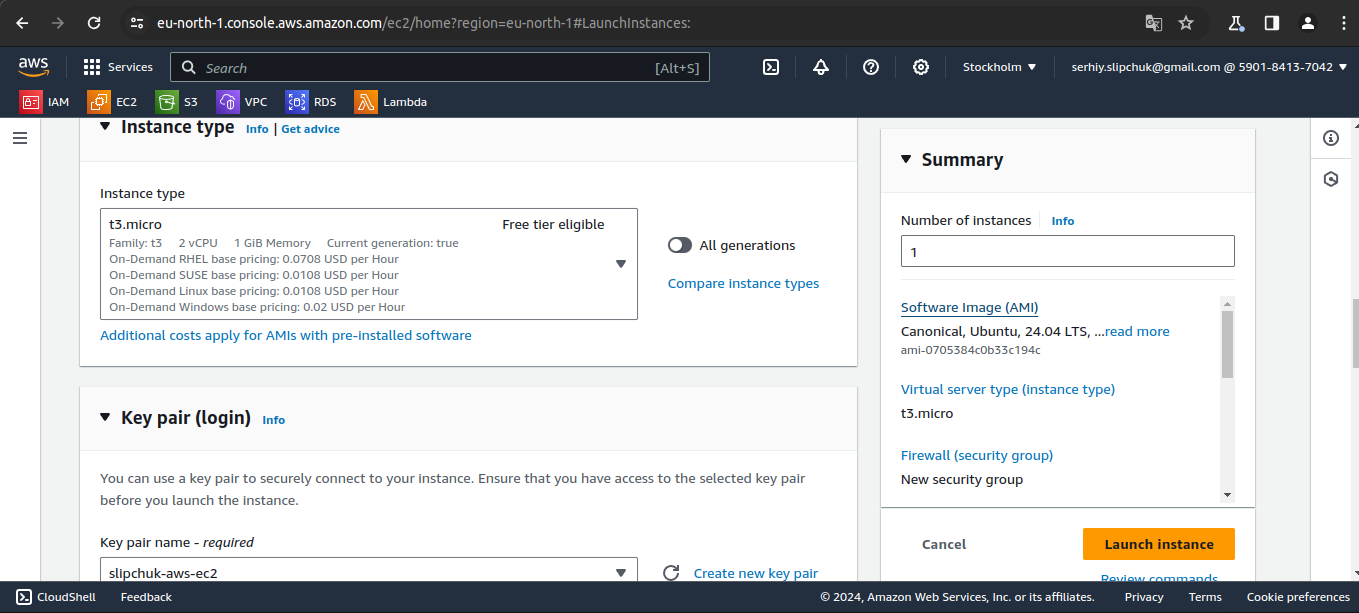 eu-north-1.console.aws.amazon.com/ec2/home?region=eu-north-1#LaunchInstances:
aws
Services
Search
[Alt+S]
Stockholm
serhiy.slipchuk@gmail.com @ 5901-8413-7042
IAM
EC2
S3
VPC
RDS
Lambda
Instance type
Info | Get advice
Instance type
t3.micro
Free tier eligible
Family: t3 2 vCPU 1 GiB Memory Current generation: true
On-Demand RHEL base pricing: 0.0708 USD per Hour
On-Demand SUSE base pricing: 0.0108 USD per Hour
On-Demand Linux base pricing: 0.0108 USD per Hour
On-Demand Windows base pricing: 0.02 USD per Hour
All generations
Compare instance types
Additional costs apply for AMIs with pre-installed software
Key pair (login)
Info
You can use a key pair to securely connect to your instance. Ensure that you have access to the selected key pair
before you launch the instance.
Key pair name - required
slipchuk-aws-ec2
Create new key pair
Summary
Number of instances
Info
1
Software Image (AMI)
Canonical, Ubuntu, 24.04 LTS, ...read more
ami-0705384c0b33c194c
Virtual server type (instance type)
t3.micro
Firewall (security group)
New security group
Cancel
Launch instance
Review commands
CloudShell
Feedback
© 2024, Amazon Web Services, Inc. or its affiliates.
Privacy
Terms
Cookie preferences